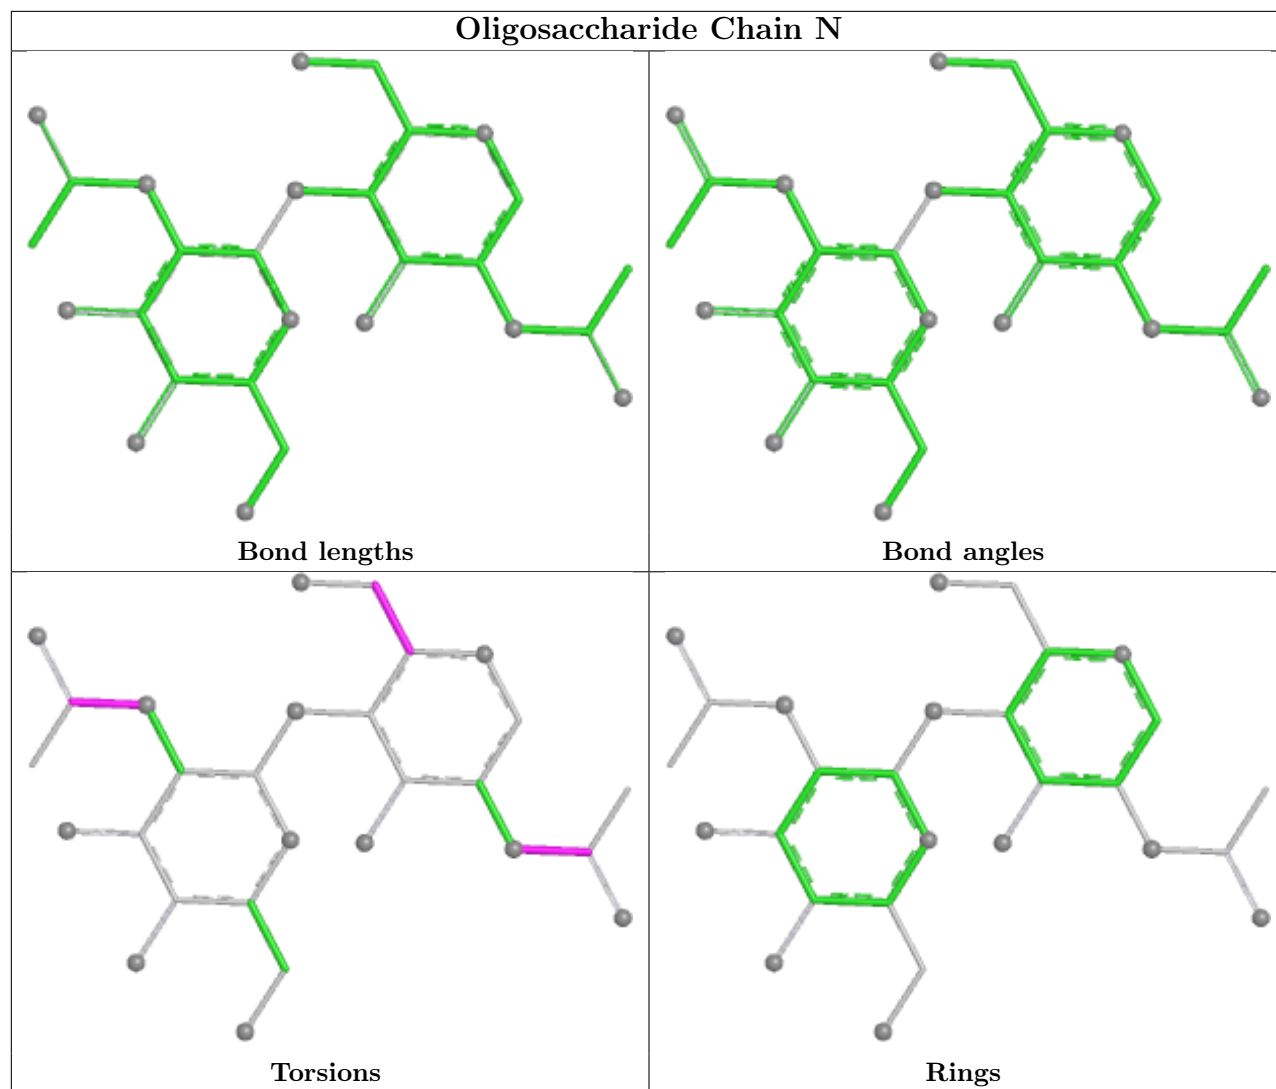 Oligosaccharide Chain N
Bond lengths
Bond angles
Torsions
Rings